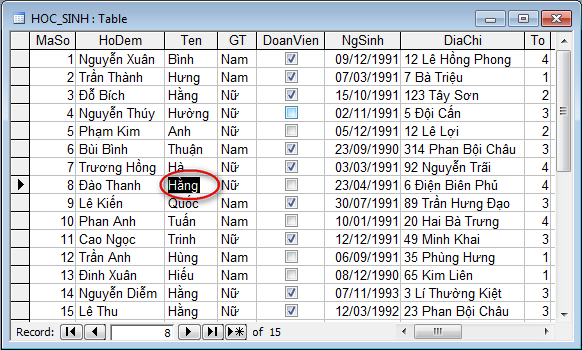 HOC_SINH : Table
MaSo HoDem Ten GT DoanVien NgSinh DiaChi To
1 Nguyễn Xuân Bình Nam 09/12/1991 12 Lê Hồng Phong 4
2 Trần Thành Hưng Nam 07/03/1991 7 Bà Triệu 1
3 Đỗ Bích Hằng Nữ 15/10/1991 123 Tây Sơn 2
4 Nguyễn Thúy Hường Nữ 02/11/1991 5 Đội Cấn 3
5 Phạm Kim Anh Nữ 05/12/1991 12 Lê Lợi 2
6 Bùi Bình Thuận Nam 23/09/1990 314 Phan Bội Châu 3
7 Trương Hồng Hà Nữ 03/03/1991 92 Nguyễn Trãi 4
8 Đào Thanh Hằng Nữ 23/04/1991 6 Điện Biên Phủ 4
9 Lê Kiến Quốc Nam 30/07/1991 89 Trần Hưng Đạo 3
10 Phan Anh Tuấn Nam 10/01/1991 20 Hai Bà Trưng 4
11 Cao Ngọc Trinh Nữ 12/12/1991 49 Minh Khai 3
12 Trần Anh Hùng Nam 06/09/1991 35 Phùng Hưng 1
13 Đinh Xuân Hiếu Nam 08/12/1990 65 Kim Liên 1
14 Nguyễn Diễm Hằng Nữ 07/11/1993 3 Lí Thường Kiệt 3
15 Lê Thu Hằng Nữ 12/03/1992 23 Phan Bội Châu 3
Record: 8 of 15